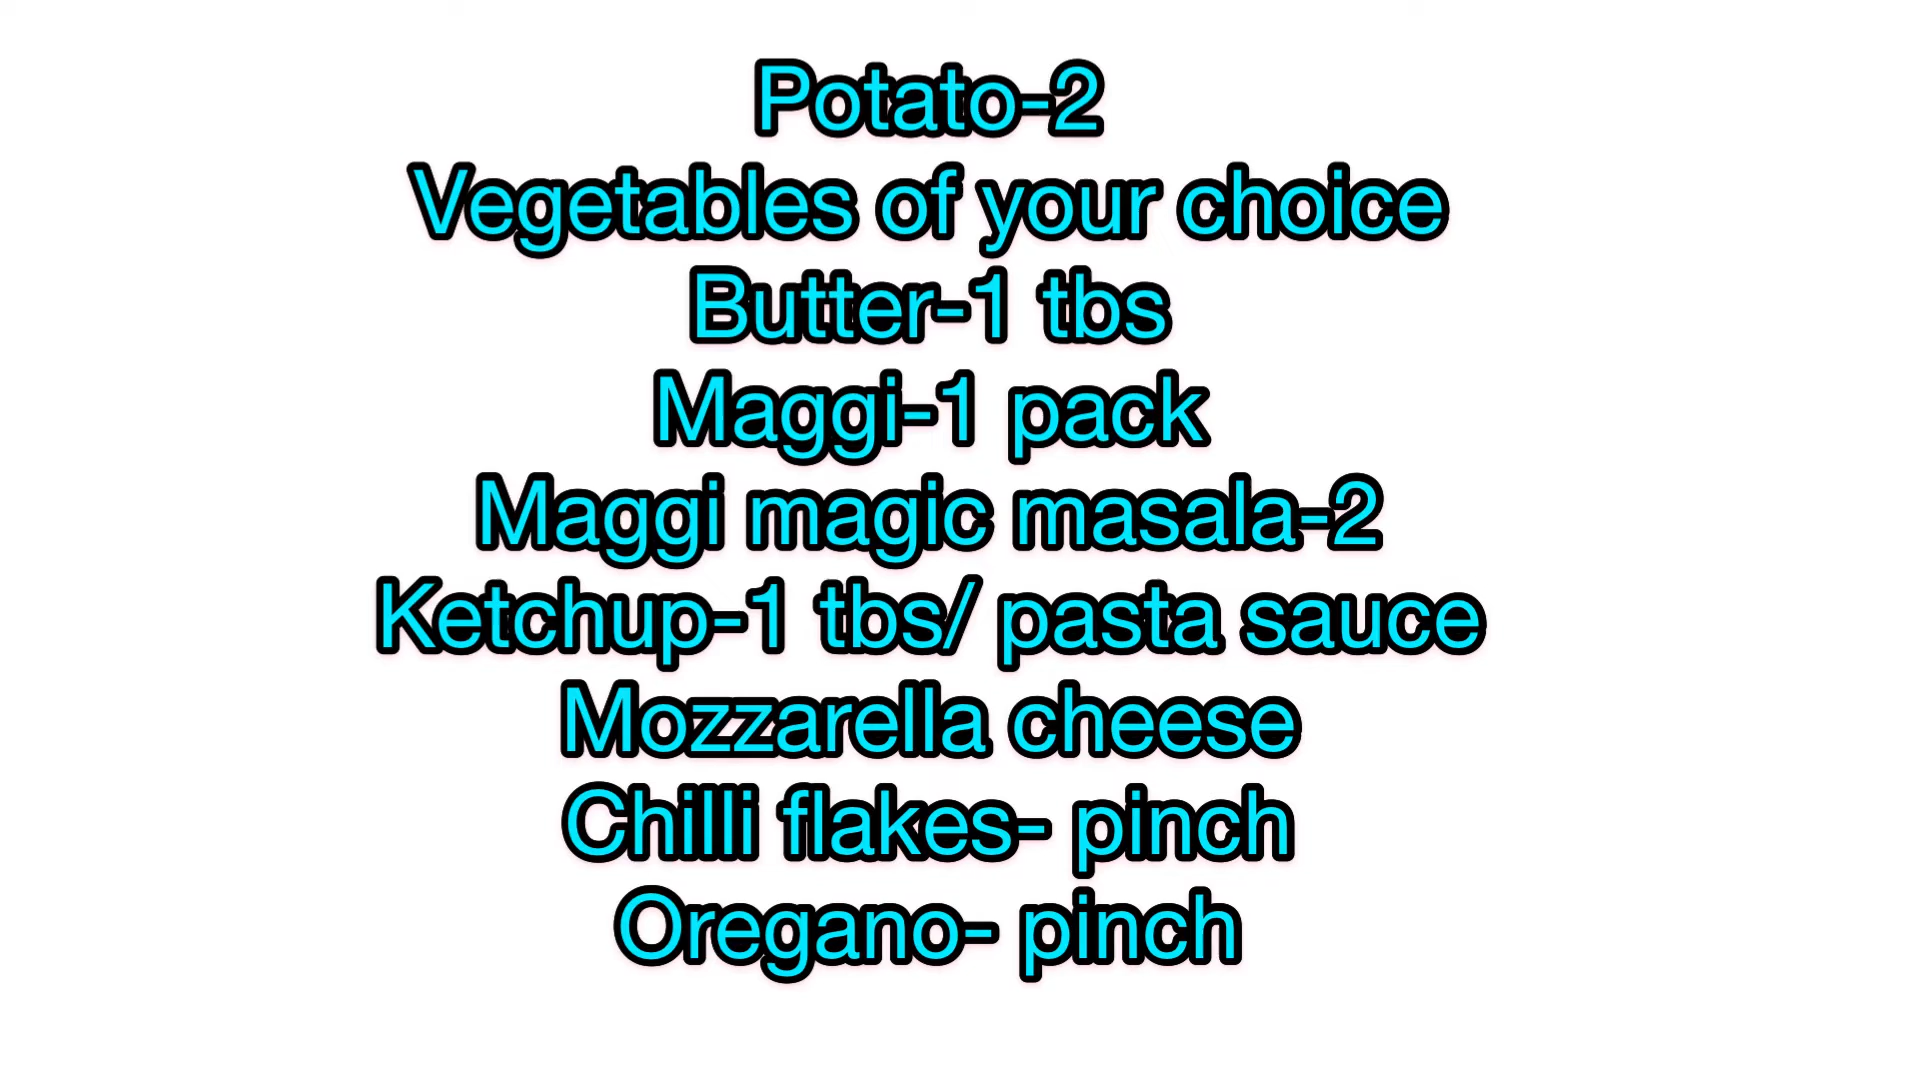 Potato-2
Vegetables of your choice
Butter-1 tbs
Maggi-1 pack
Maggi magic masala-2
Ketchup-1 tbs/ pasta sauce
Mozzarella cheese
Chilli flakes- pinch
Oregano- pinch